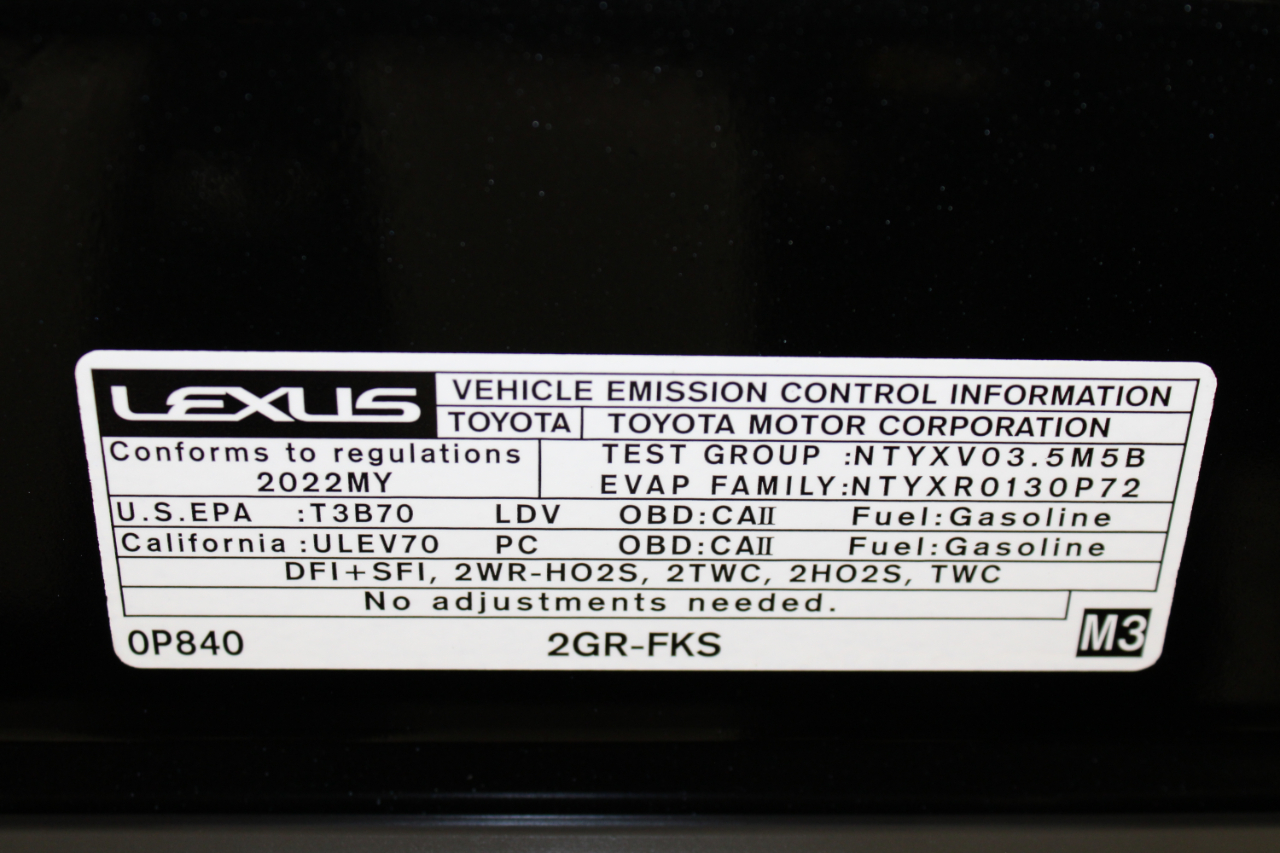 LEXUS VEHICLE EMISSION CONTROL INFORMATION
TOYOTA TOYOTA MOTOR CORPORATION
Conforms to regulations TEST GROUP :NTYXV03.5M5B
2022MY EVAP FAMILY:NTYXR0130P72
U.S.EPA :T3B70 LDV OBD:CAⅡ Fuel:Gasoline
California :ULEV70 PC OBD:CAⅡ Fuel:Gasoline
DFI+SFI, 2WR-HO2S, 2TWC, 2HO2S, TWC
No adjustments needed.
0P840 2GR-FKS M3